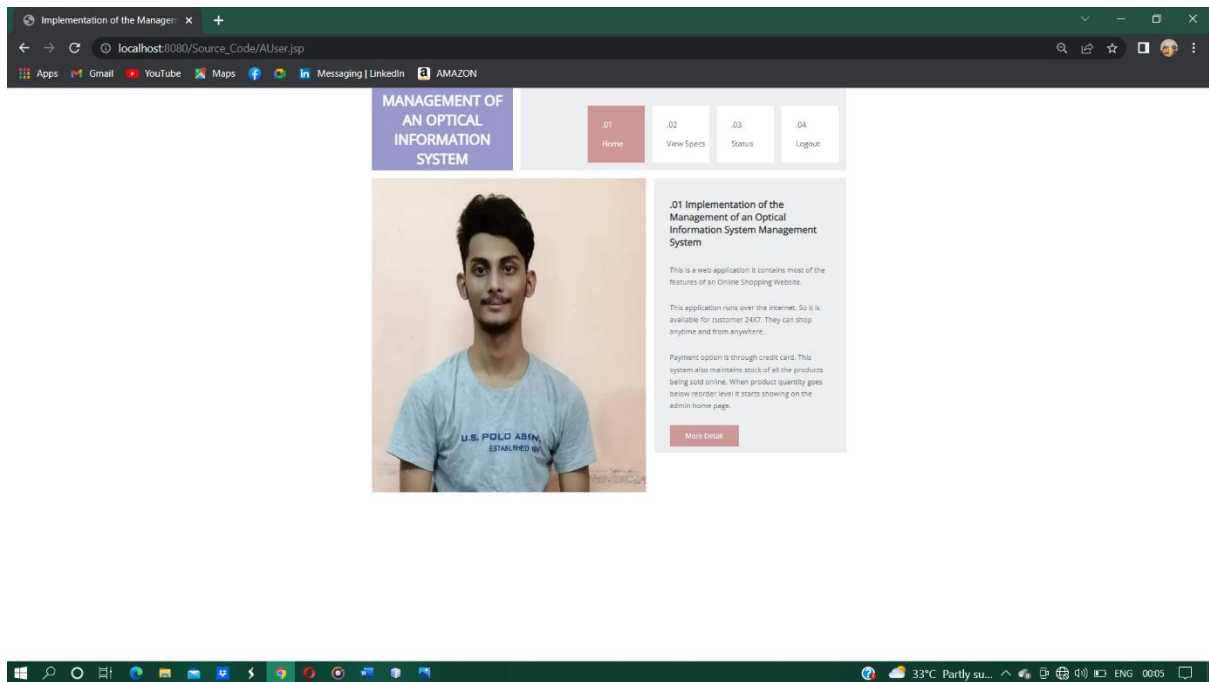 Implementation of the Managem
localhost:8080/Source_Code/AUser.jsp
Apps Gmail YouTube Maps Messaging | LinkedIn a AMAZON
MANAGEMENT OF
AN OPTICAL
INFORMATION
SYSTEM
.01 .02 .03 .04
Home View Specs Status Logout
.01 Implementation of the
Management of an Optical
Information System Management
System
This is a web application it contains most of the
features of an Online Shopping Website.
This application runs over the internet. So it is
available for customer 24X7. They can shop
anytime and from anywhere.
Payment option is through credit card. This
system also maintains stock of all the products
being sold online. When product quantity goes
below reorder level it starts showing on the
admin home page.
More Detail
U.S. POLO ASSN.
ESTABLISHED
33°C Partly su... ENG 00:05